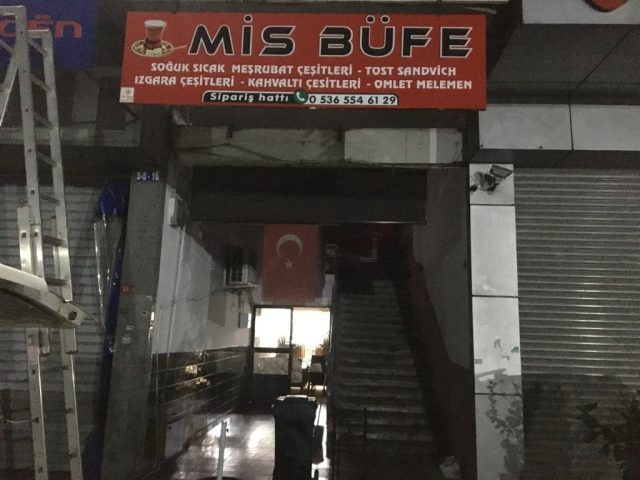 MİS BÜFE
SOĞUK SICAK MEŞRUBAT ÇEŞİTLERİ - TOST SANDVİCH
IZGARA ÇEŞİTLERİ - KAHVALTI ÇEŞİTLERİ - OMLET MELEMEN
Sipariş hattı 0 536 554 61 29